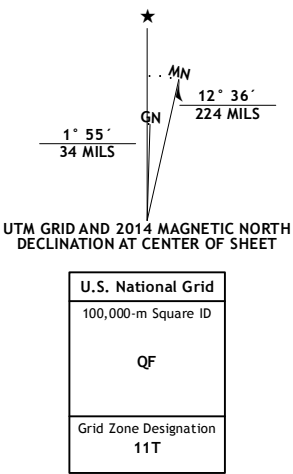 ★
MN
GN
12° 36´
224 MILS
1° 55´
34 MILS
UTM GRID AND 2014 MAGNETIC NORTH
DECLINATION AT CENTER OF SHEET
U.S. National Grid
100,000-m Square ID
QF
Grid Zone Designation
11T